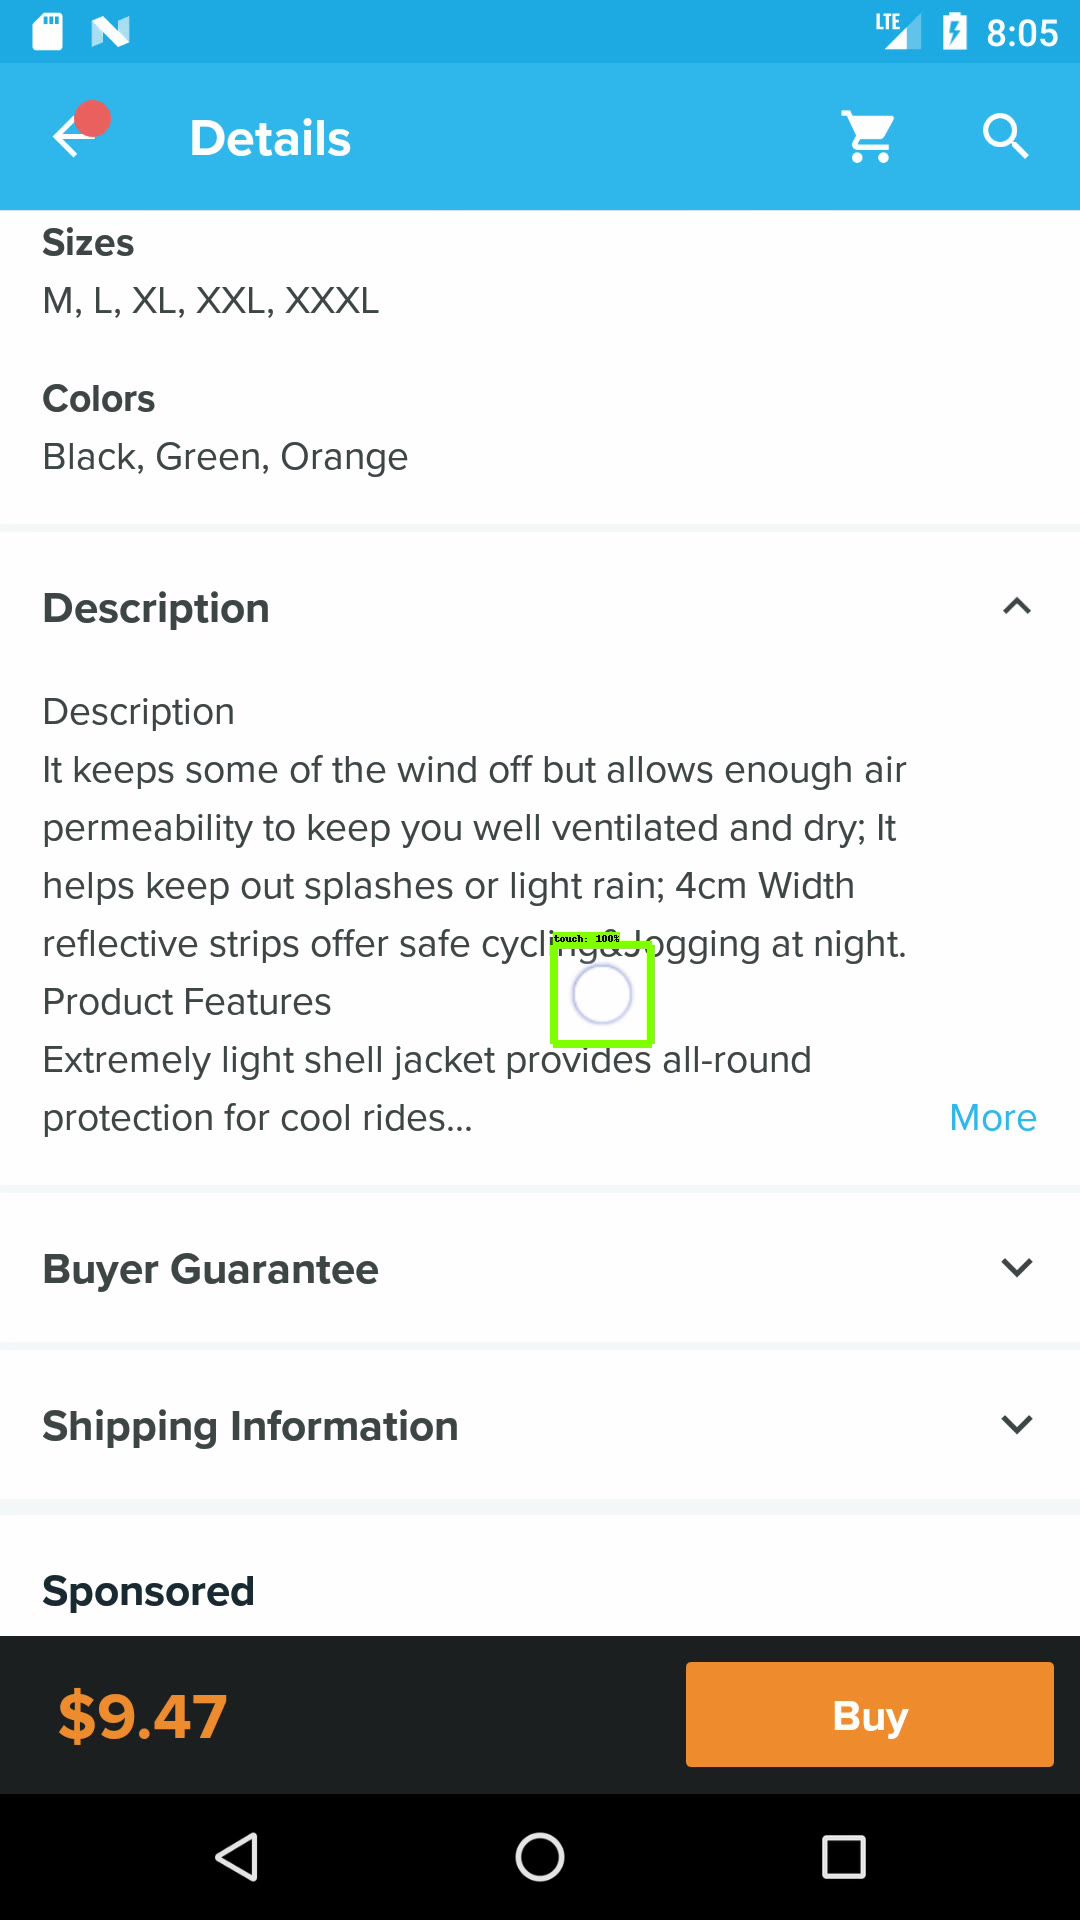 LTE 8:05
Details
Sizes
M, L, XL, XXL, XXXL
Colors
Black, Green, Orange
Description
Description
It keeps some of the wind off but allows enough air
permeability to keep you well ventilated and dry; It
helps keep out splashes or light rain; 4cm Width
touch: 100%
reflective strips offer safe cycling&Jogging at night.
Product Features
Extremely light shell jacket provides all-round
protection for cool rides... More
Buyer Guarantee
Shipping Information
Sponsored
$9.47 Buy